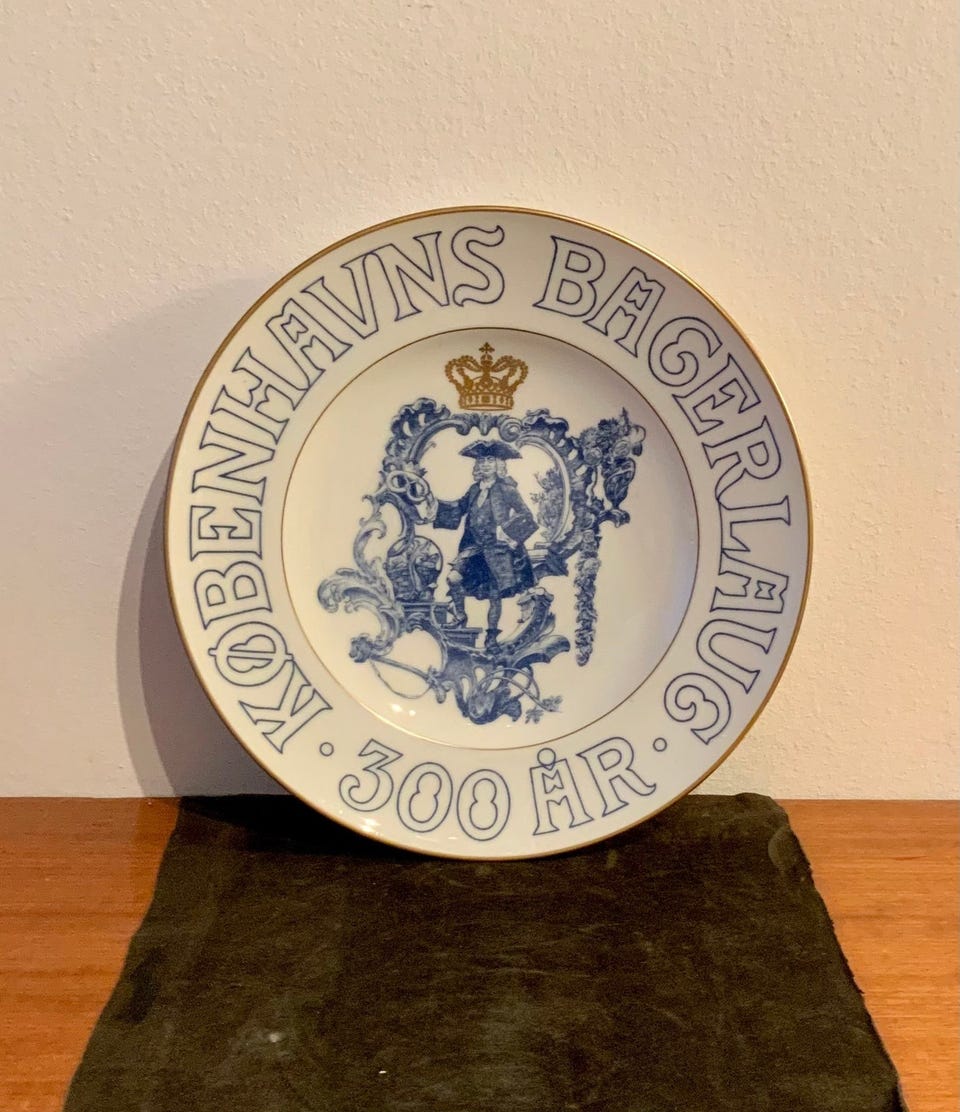 KØBENHAVNS BAGERLAUG
· 300 ÅR ·